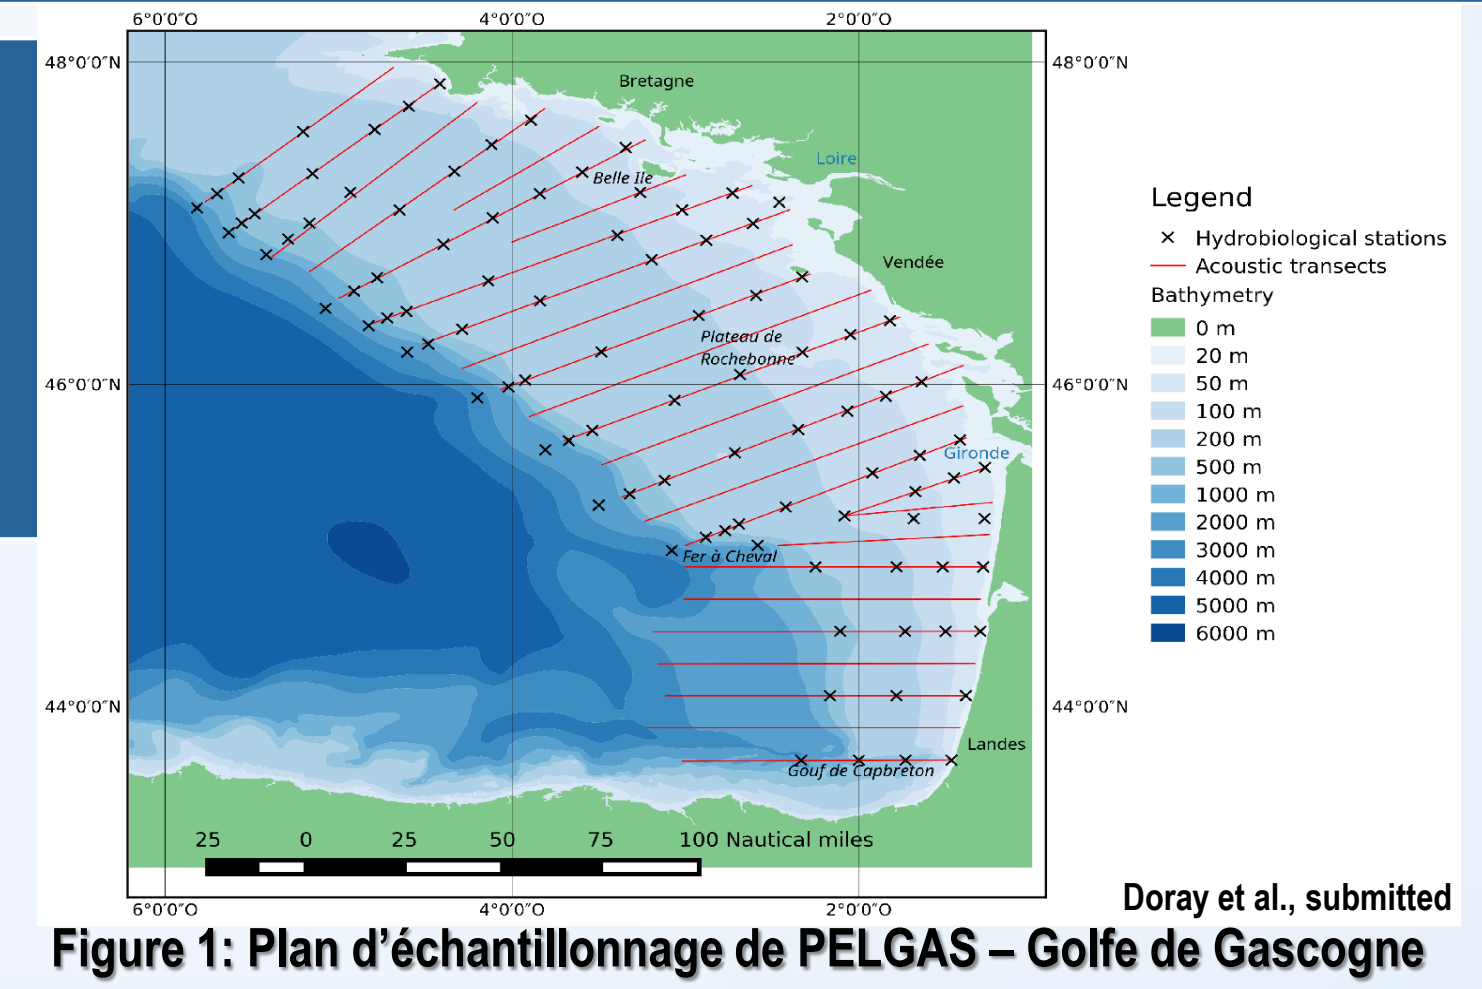 6°0′0″O 4°0′0″O 2°0′0″O
48°0′0″N 48°0′0″N
Bretagne
Loire
Belle Ile
Vendée
Plateau de
Rochebonne
46°0′0″N 46°0′0″N
Gironde
Fer à Cheval
44°0′0″N 44°0′0″N
Landes
Gouf de Capbreton
25 0 25 50 75 100 Nautical miles
6°0′0″O 4°0′0″O 2°0′0″O
Legend
Hydrobiological stations
Acoustic transects
Bathymetry
0 m
20 m
50 m
100 m
200 m
500 m
1000 m
2000 m
3000 m
4000 m
5000 m
6000 m
Doray et al., submitted
Figure 1: Plan d’échantillonnage de PELGAS – Golfe de Gascogne